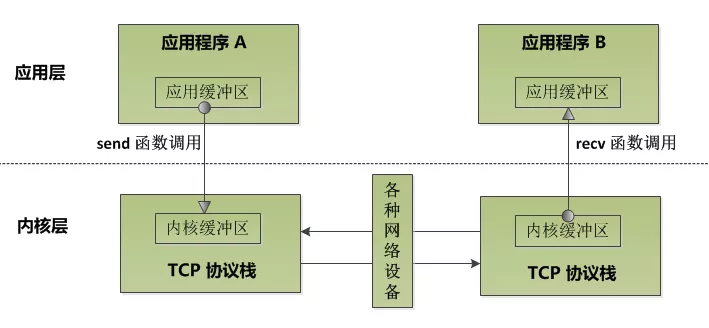 应用程序 A
应用程序 B
应用层
应用缓冲区
应用缓冲区
send 函数调用
recv 函数调用
各种网络设备
内核层
内核缓冲区
内核缓冲区
TCP 协议栈
TCP 协议栈